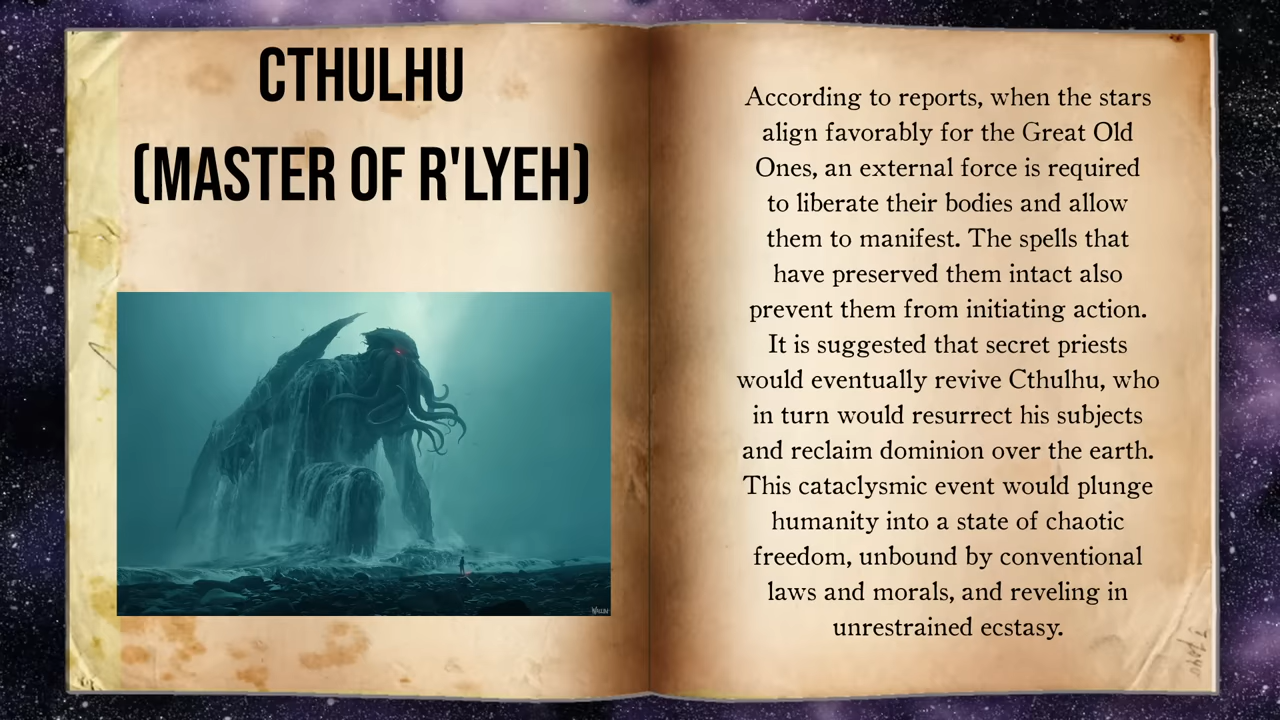 CTHULHU
(MASTER OF R'LYEH)
According to reports, when the stars
align favorably for the Great Old
Ones, an external force is required
to liberate their bodies and allow
them to manifest. The spells that
have preserved them intact also
prevent them from initiating action.
It is suggested that secret priests
would eventually revive Cthulhu, who
in turn would resurrect his subjects
and reclaim dominion over the earth.
This cataclysmic event would plunge
humanity into a state of chaotic
freedom, unbound by conventional
laws and morals, and reveling in
unrestrained ecstasy.